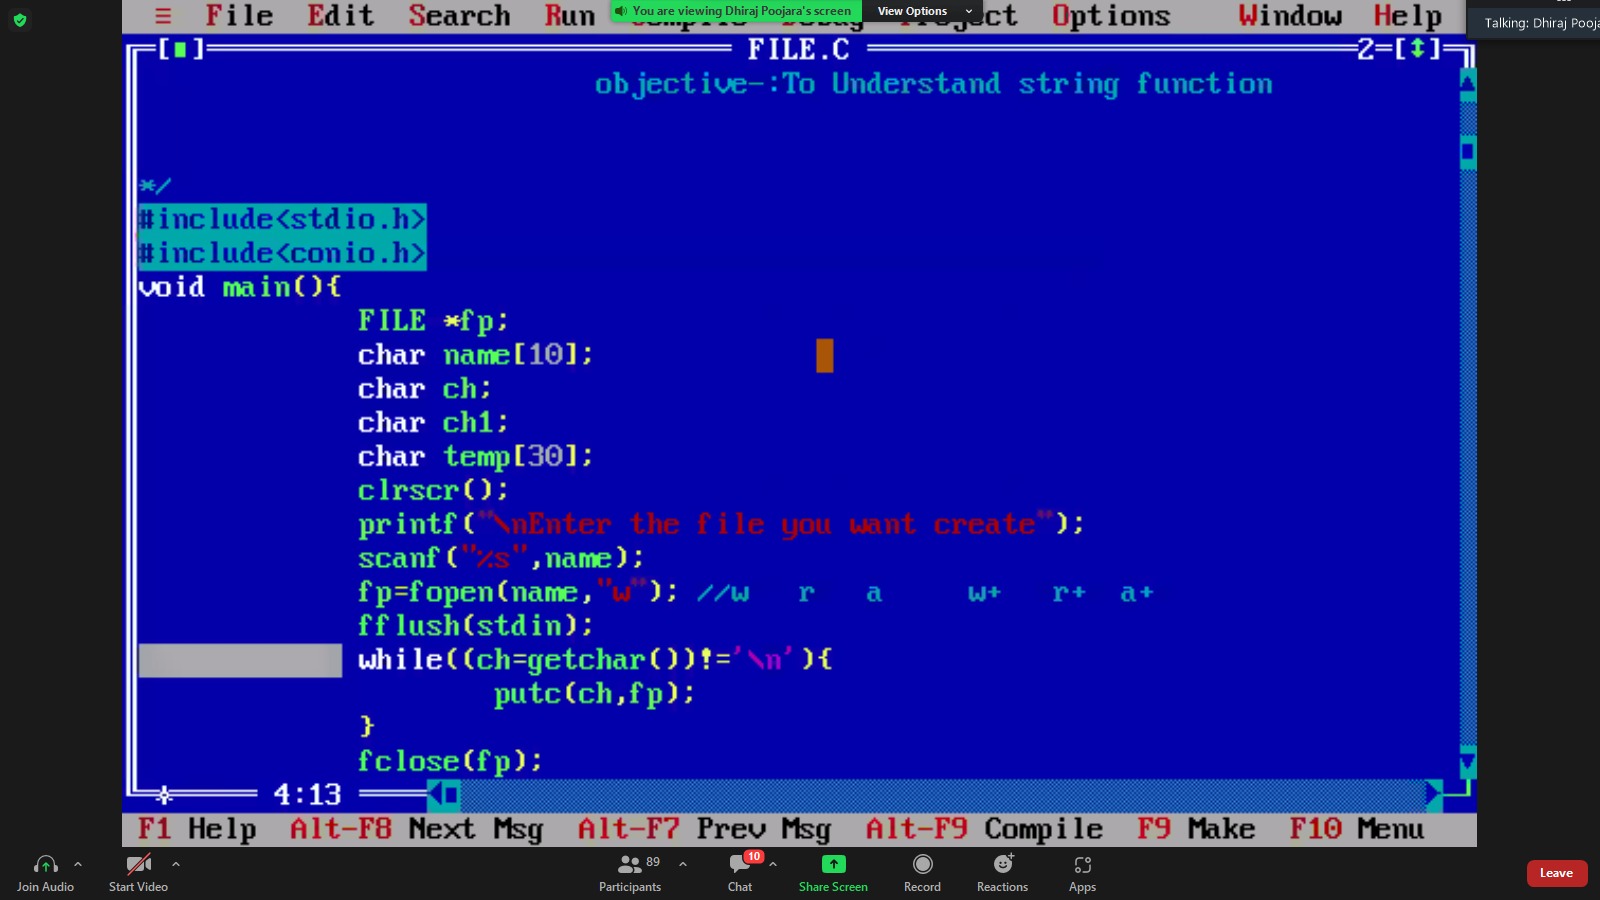 ≡ File Edit Search Run Compile Debug Project Options Window Help
You are viewing Dhiraj Poojara's screen View Options
Talking: Dhiraj Pooja
[■] FILE.C 2=[↕]
objective-:To Understand string function
*/
#include<stdio.h>
#include<conio.h>
void main(){
FILE *fp;
char name[10];
char ch;
char ch1;
char temp[30];
clrscr();
printf("\nEnter the file you want create");
scanf("%s",name);
fp=fopen(name,"w"); //w r a w+ r+ a+
fflush(stdin);
while((ch=getchar())!='\n'){
putc(ch,fp);
}
fclose(fp);
4:13
F1 Help Alt-F8 Next Msg Alt-F7 Prev Msg Alt-F9 Compile F9 Make F10 Menu
89 10
Join Audio Start Video Participants Chat Share Screen Record Reactions Apps Leave